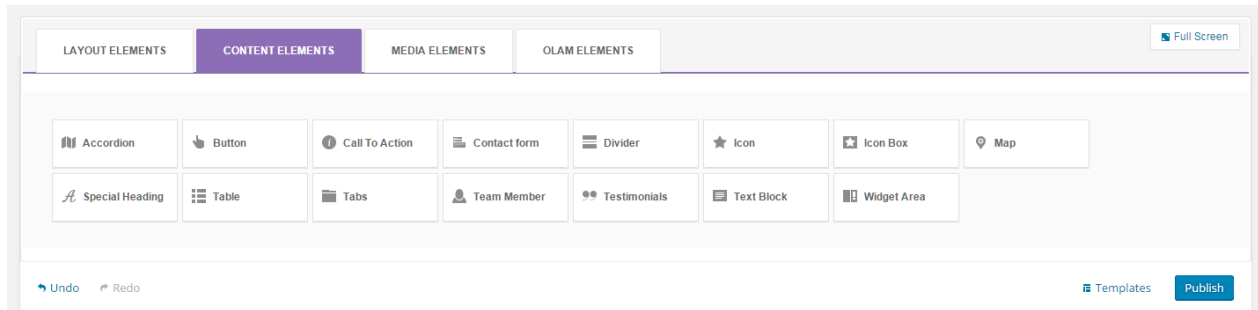 LAYOUT ELEMENTS CONTENT ELEMENTS MEDIA ELEMENTS OLAM ELEMENTS Full Screen
Accordion Button Call To Action Contact form Divider Icon Icon Box Map
Special Heading Table Tabs Team Member Testimonials Text Block Widget Area
Undo Redo Templates Publish